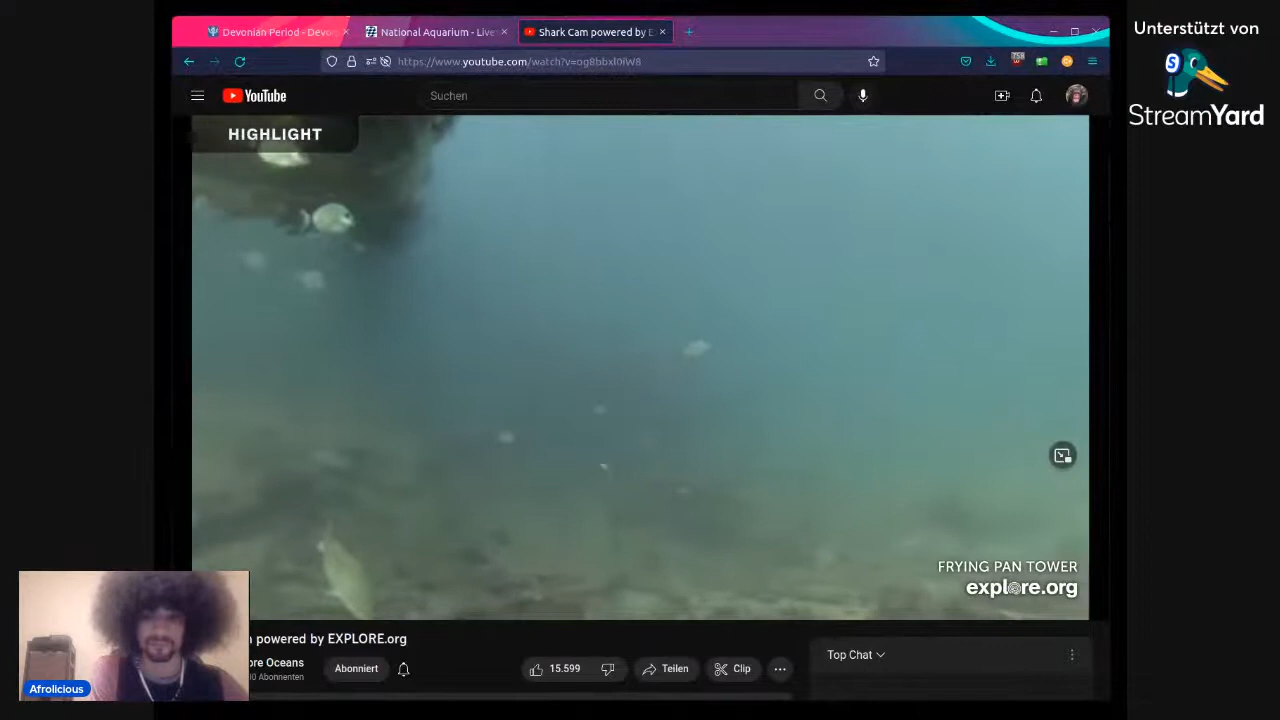 Devonian Period - Devo
National Aquarium - Live
Shark Cam powered by E
Unterstützt von
StreamYard
https://www.youtube.com/watch?v=og8bbxl0iW8
YouTube
Suchen
HIGHLIGHT
FRYING PAN TOWER
explore.org
powered by EXPLORE.org
Oceans
Abonniert
15.599
Teilen
Clip
Top Chat
Abonnenten
Afrolicious